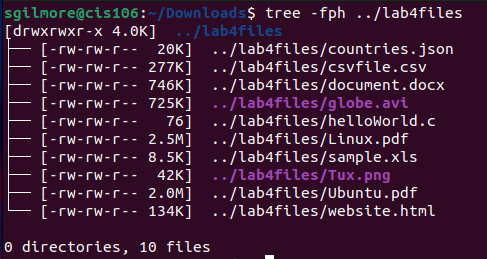 sgilmore@cis106:~/Downloads$ tree -fph ../lab4files
[drwxrwxr-x 4.0K]  ../lab4files
├── [-rw-rw-r--  20K]  ../lab4files/countries.json
├── [-rw-rw-r-- 277K]  ../lab4files/csvfile.csv
├── [-rw-rw-r-- 746K]  ../lab4files/document.docx
├── [-rw-rw-r-- 725K]  ../lab4files/globe.avi
├── [-rw-rw-r--   76]  ../lab4files/helloWorld.c
├── [-rw-rw-r-- 2.5M]  ../lab4files/Linux.pdf
├── [-rw-rw-r-- 8.5K]  ../lab4files/sample.xls
├── [-rw-rw-r--  42K]  ../lab4files/Tux.png
├── [-rw-rw-r-- 2.0M]  ../lab4files/Ubuntu.pdf
└── [-rw-rw-r-- 134K]  ../lab4files/website.html
0 directories, 10 files